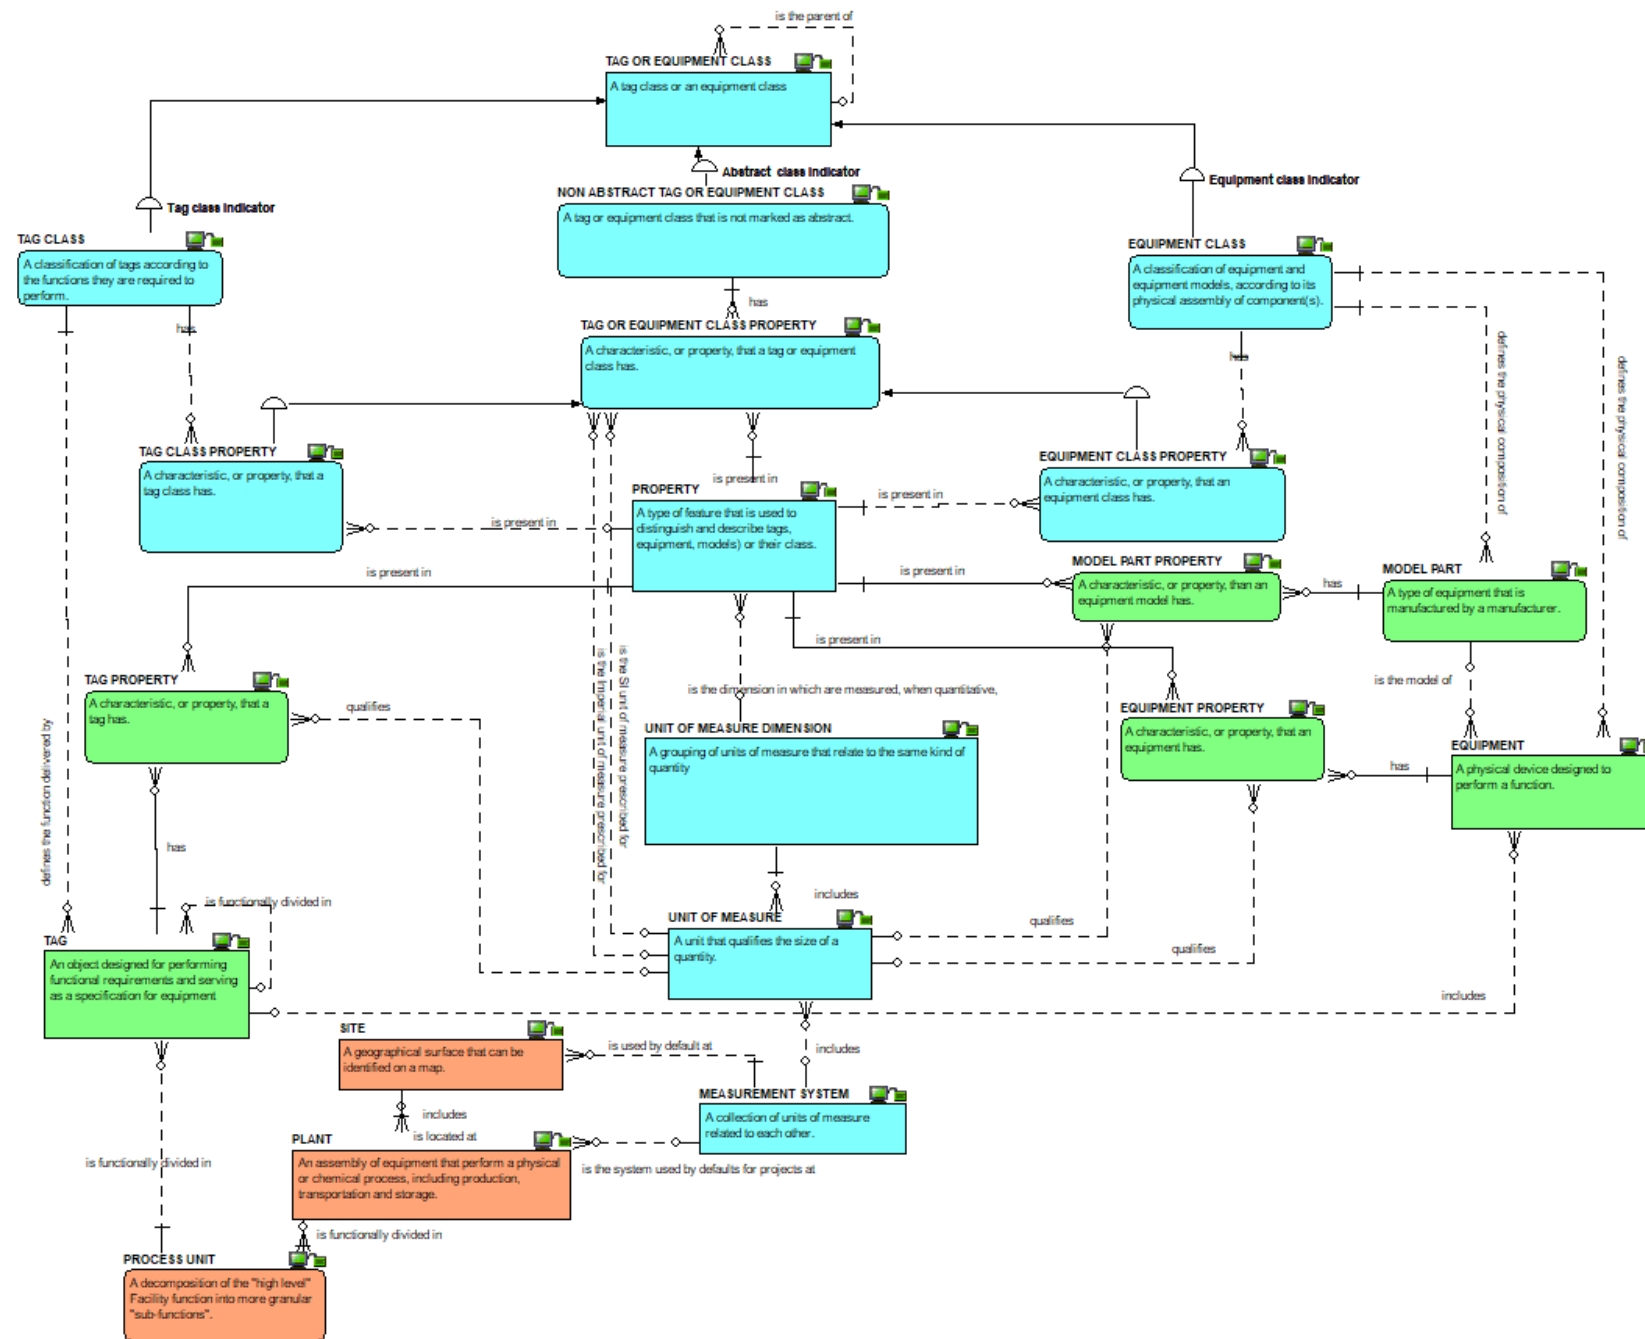 is the parent of
TAG OR EQUIPMENT CLASS
A tag class or an equipment class
Abstract class indicator
Equipment class indicator
Tag class indicator
NON ABSTRACT TAG OR EQUIPMENT CLASS
A tag or equipment class that is not marked as abstract.
TAG CLASS
A classification of tags according to
the functions they are required to
perform.
EQUIPMENT CLASS
A classification of equipment and
equipment models, according to its
physical assembly of component(s).
has
has
has
TAG OR EQUIPMENT CLASS PROPERTY
A characteristic, or property, that a tag or equipment
class has.
defines the physical composition of
defines the physical composition of
TAG CLASS PROPERTY
A characteristic, or property, that a
tag class has.
EQUIPMENT CLASS PROPERTY
A characteristic, or property, that an
equipment class has.
is present in
PROPERTY
A type of feature that is used to
distinguish and describe tags,
equipment, models) or their class.
is present in
is present in
is present in
is present in
MODEL PART PROPERTY
A characteristic, or property, than an
equipment model has.
has
MODEL PART
A type of equipment that is
manufactured by a manufacturer.
is present in
is the model of
is the imperial unit of measure prescribed for
is the SI unit of measure prescribed for
is the dimension in which are measured, when quantitative,
TAG PROPERTY
A characteristic, or property, that a
tag has.
qualifies
UNIT OF MEASURE DIMENSION
A grouping of units of measure that relate to the same kind of
quantity
EQUIPMENT PROPERTY
A characteristic, or property, that an
equipment has.
has
EQUIPMENT
A physical device designed to
perform a function.
defines the function delivered by
has
is functionally divided in
includes
UNIT OF MEASURE
A unit that qualifies the size of a
quantity.
qualifies
qualifies
TAG
An object designed for performing
functional requirements and serving
as a specification for equipment
includes
SITE
A geographical surface that can be
identified on a map.
is used by default at
includes
MEASUREMENT SYSTEM
A collection of units of measure
related to each other.
includes
is located at
PLANT
An assembly of equipment that perform a physical
or chemical process, including production,
transportation and storage.
is the system used by defaults for projects at
is functionally divided in
is functionally divided in
PROCESS UNIT
A decomposition of the "high level"
Facility function into more granular
"sub-functions".